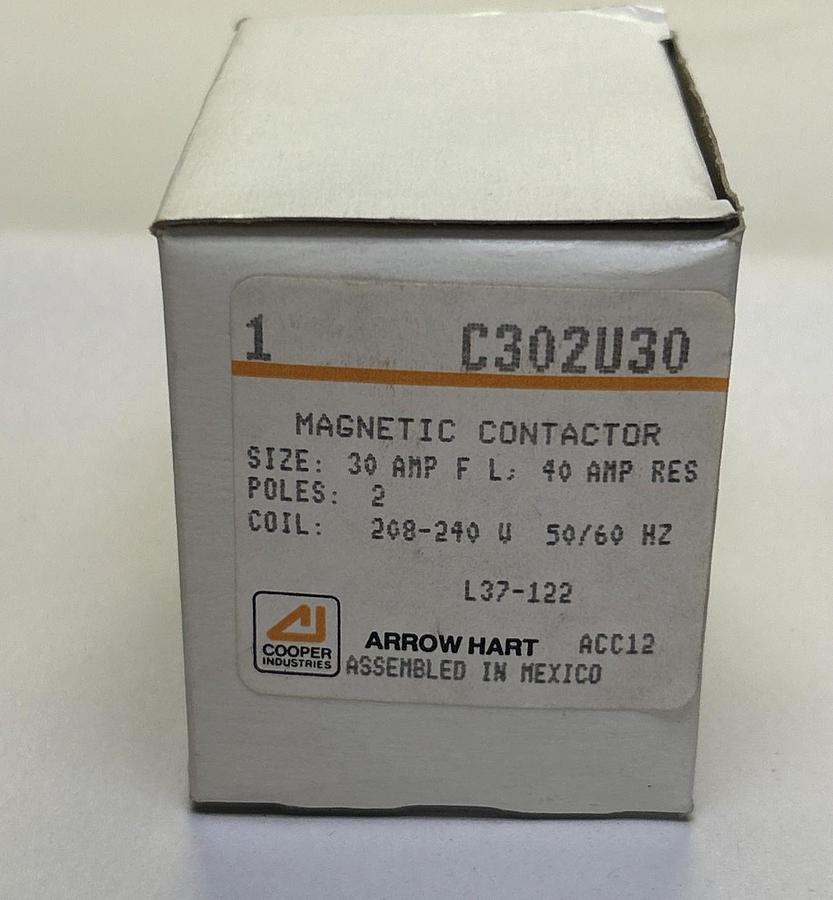 1 C302U30
MAGNETIC CONTACTOR
SIZE: 30 AMP F L; 40 AMP RES
POLES: 2
COIL: 208-240 V 50/60 HZ
L37-122
COOPER
INDUSTRIES
ARROW HART ACC12
ASSEMBLED IN MEXICO